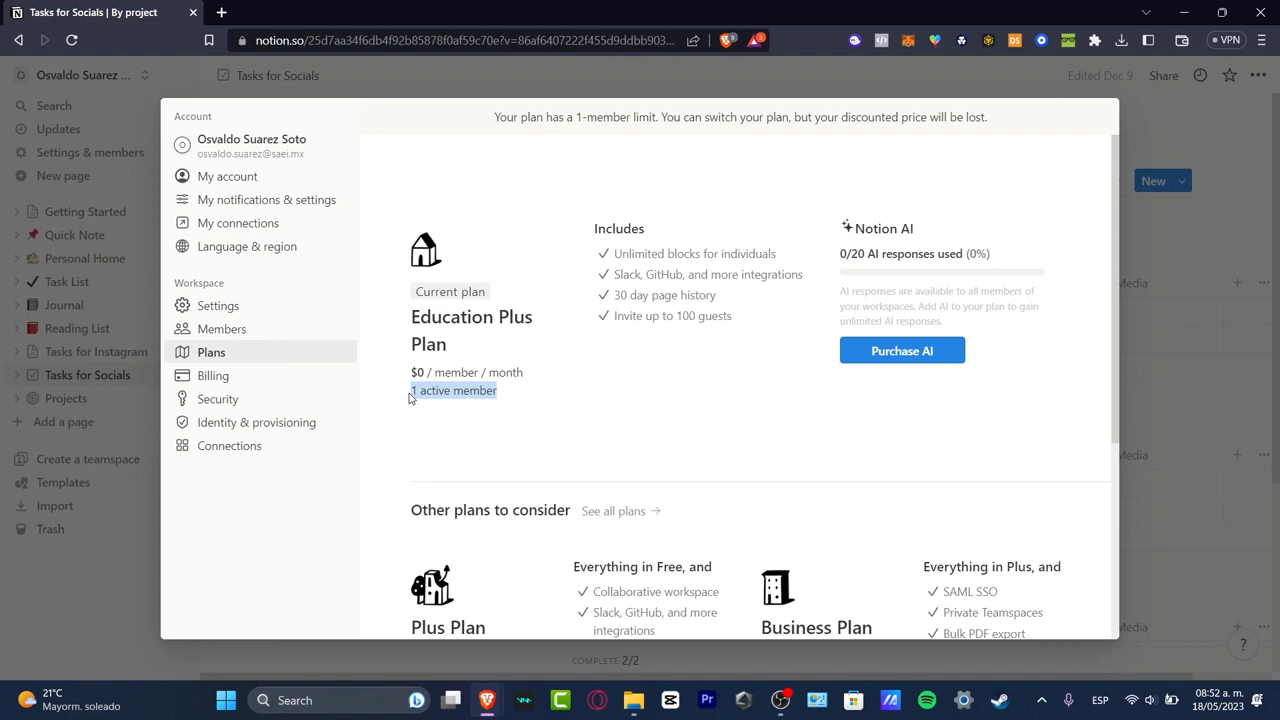 Tasks for Socials | By project
notion.so/25d7aa34f6db4f92b85878f0af59c70e?v=86af6407222f455d9ddbb903...
8
3
VPN
O
Osvaldo Suarez ...
Tasks for Socials
Edited Dec 9
Share
Search
Updates
Settings & members
New page
Getting Started
Quick Note
Personal Home
Task List
Journal
Reading List
Tasks for Instagram
Tasks for Socials
Projects
Add a page
Create a teamspace
Templates
Import
Trash
Account
O
Osvaldo Suarez Soto
osvaldo.suarez@saei.mx
My account
My notifications & settings
My connections
Language & region
Workspace
Settings
Members
Plans
Billing
Security
Identity & provisioning
Connections
Your plan has a 1-member limit. You can switch your plan, but your discounted price will be lost.
Current plan
Education Plus
Plan
$0 / member / month
1 active member
Includes
Unlimited blocks for individuals
Slack, GitHub, and more integrations
30 day page history
Invite up to 100 guests
Notion AI
0/20 AI responses used (0%)
AI responses are available to all members of
your workspaces. Add AI to your plan to gain
unlimited AI responses.
Purchase AI
Other plans to consider See all plans →
Plus Plan
Everything in Free, and
Collaborative workspace
Slack, GitHub, and more
integrations
Business Plan
Everything in Plus, and
SAML SSO
Private Teamspaces
Bulk PDF export
New
Media
Media
Media
?
COMPLETE 2/2
21°C
Mayorm. soleado
Search
DS
Pr
ESP
08:52 a. m.
18/05/2023